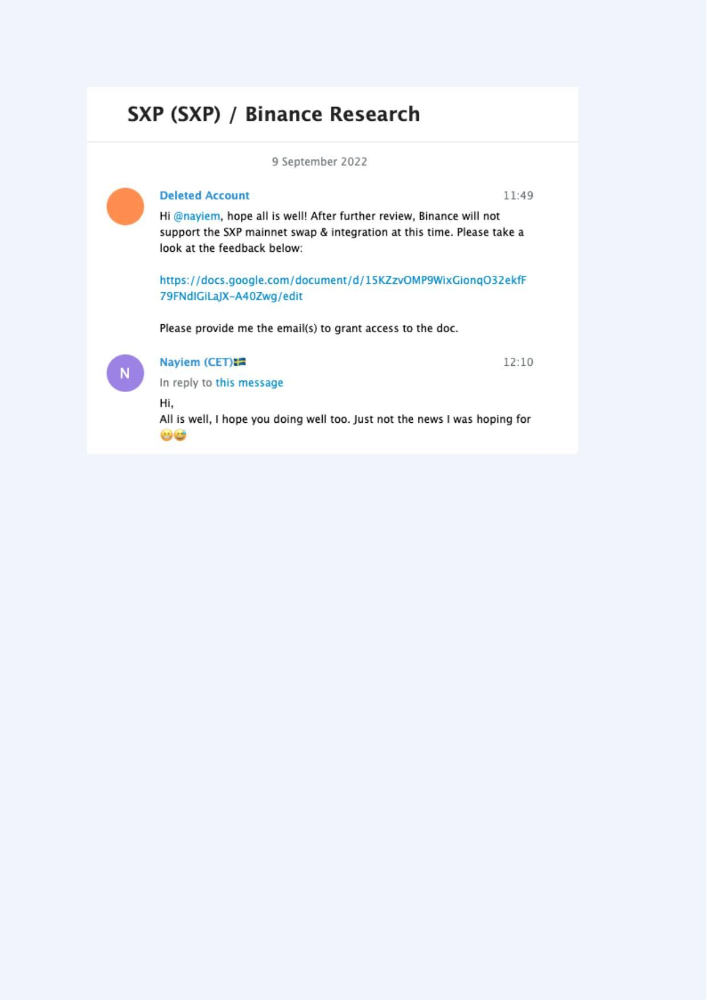 SXP (SXP) / Binance Research
9 September 2022
Deleted Account 11:49
Hi @nayiem, hope all is well! After further review, Binance will not
support the SXP mainnet swap & integration at this time. Please take a
look at the feedback below:
https://docs.google.com/document/d/15KZzvOMP9WixGionqO32ekfF
79FNdIGiLaJX-A40Zwg/edit
Please provide me the email(s) to grant access to the doc.
N
Nayiem (CET)🇸🇪 12:10
In reply to this message
Hi,
All is well, I hope you doing well too. Just not the news I was hoping for
😬😅